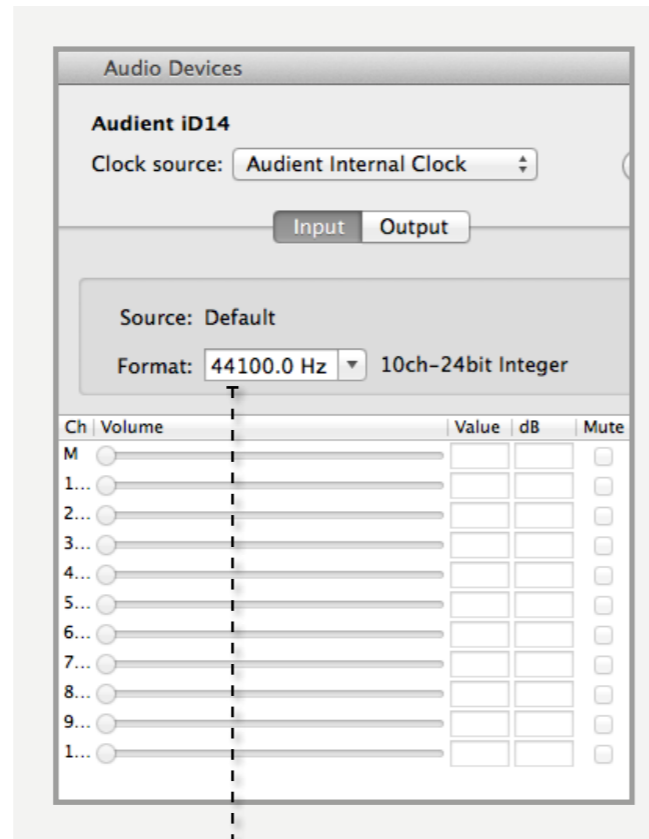 Audio Devices
Audient iD14
Clock source: Audient Internal Clock
Input Output
Source: Default
Format: 44100.0 Hz 10ch-24bit Integer
Ch Volume Value dB Mute
M
1...
2...
3...
4...
5...
6...
7...
8...
9...
1...